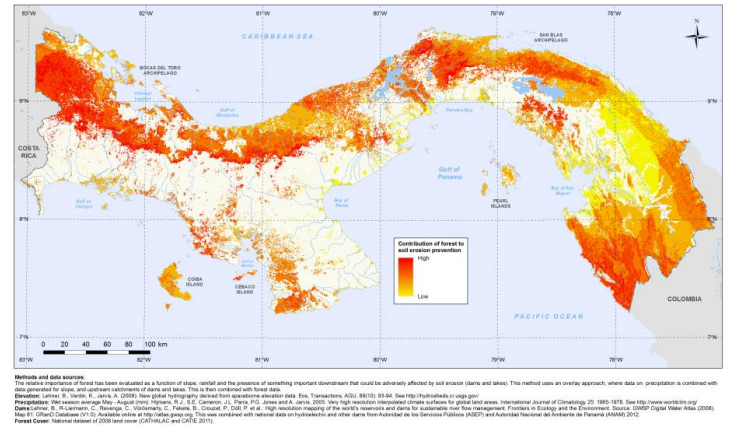 83°W 82°W 81°W 80°W 79°W 78°W
CARIBBEAN SEA
SAN BLAS
ARCHIPELAGO
N
BOCAS DEL TORO
ARCHIPELAGO
Chiriquí
Lagoon
Gulf of
Mosquitos
9°N
9°N
Panama Bay
COSTA
RICA
Gulf of
Panama
Gulf of
Chiriquí
Bay of
Parita
PEARL
ISLANDS
Bay of San
Miguel
8°N
8°N
COIBA
ISLAND
CÉBACO
ISLAND
Contribution of forest to
soil erosion prevention
High
Low
COLOMBIA
PACIFIC OCEAN
7°N
7°N
0 20 40 60 80 100 km
83°W 82°W 81°W 80°W 79°W 78°W
Methods and data sources:
The relative importance of forest has been evaluated as a function of slope, rainfall and the presence of something important downstream that could be adversely affected by soil erosion (dams and lakes). This method uses an overlay approach, where data on precipitation is combined with
data generated for slope, and upstream catchments of dams and lakes. This is then combined with forest data.
Elevation: Lehner, B., Verdin, K., Jarvis, A. (2008): New global hydrography derived from spaceborne elevation data. Eos, Transactions, AGU, 89(10): 93-94. See http://hydrosheds.cr.usgs.gov/
Precipitation: Wet season average May - August (mm). Hijmans, R.J., S.E. Cameron, J.L. Parra, P.G. Jones and A. Jarvis, 2005. Very high resolution interpolated climate surfaces for global land areas. International Journal of Climatology 25: 1965-1978. See http://www.worldclim.org/
Dams: Lehner, B., R-Liermann, C., Revenga, C., Vörösmarty, C., Fekete, B., Crouzet, P., Döll, P. et al.: High resolution mapping of the world's reservoirs and dams for sustainable river flow management. Frontiers in Ecology and the Environment. Source: GWSP Digital Water Atlas (2008).
Map 81: GRanD Database (V1.0). Available online at http://atlas.gwsp.org. This was combined with national data on hydroelectric and other dams from Autoridad de los Servicios Públicos (ASEP) and Autoridad Nacional del Ambiente de Panamá (ANAM) 2012.
Forest Cover: National dataset of 2008 land cover (CATHALAC and CATIE 2011).